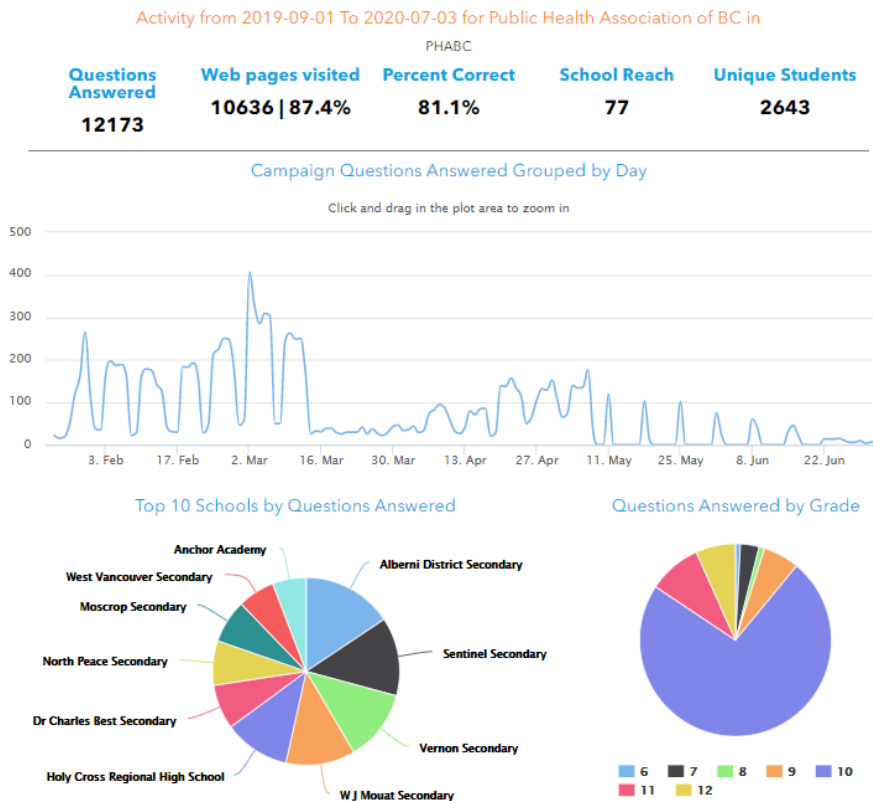 Activity from 2019-09-01 To 2020-07-03 for Public Health Association of BC in
PHABC
Questions Answered
12173
Web pages visited
10636 | 87.4%
Percent Correct
81.1%
School Reach
77
Unique Students
2643
Campaign Questions Answered Grouped by Day
Click and drag in the plot area to zoom in
500
400
300
200
100
0
3. Feb
17. Feb
2. Mar
16. Mar
30. Mar
13. Apr
27. Apr
11. May
25. May
8. Jun
22. Jun
Top 10 Schools by Questions Answered
Anchor Academy
West Vancouver Secondary
Moscrop Secondary
North Peace Secondary
Dr Charles Best Secondary
Holy Cross Regional High School
Alberni District Secondary
Sentinel Secondary
Vernon Secondary
W J Mouat Secondary
Questions Answered by Grade
6
7
8
9
10
11
12